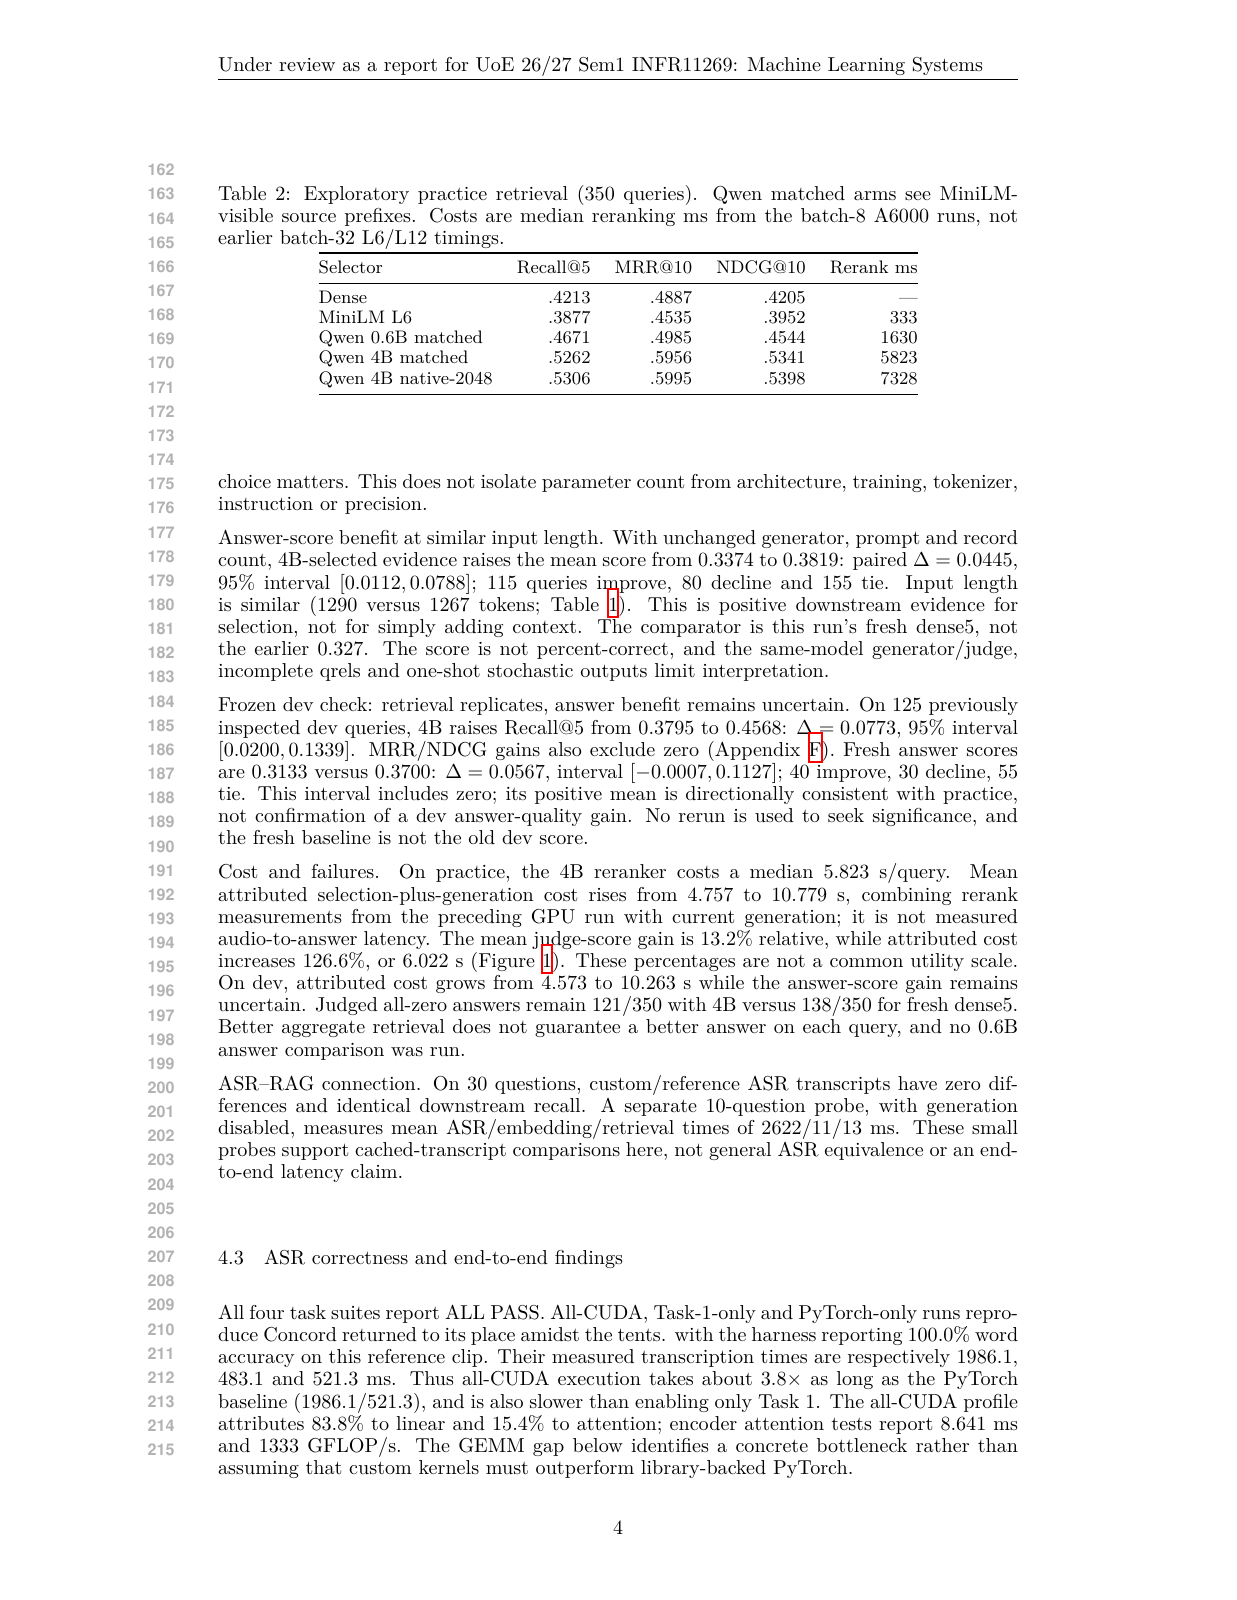 Under review as a report for UoE 26/27 Sem1 INFR11269: Machine Learning Systems
162
163
164
165
166
167
168
169
170
171
172
173
174
175
176
177
178
179
180
181
182
183
184
185
186
187
188
189
190
191
192
193
194
195
196
197
198
199
200
201
202
203
204
205
206
207
208
209
210
211
212
213
214
215
Table 2: Exploratory practice retrieval (350 queries). Qwen matched arms see MiniLM-
visible source prefixes. Costs are median reranking ms from the batch-8 A6000 runs, not
earlier batch-32 L6/L12 timings.
Selector Recall@5 MRR@10 NDCG@10 Rerank ms
Dense .4213 .4887 .4205 —
MiniLM L6 .3877 .4535 .3952 333
Qwen 0.6B matched .4671 .4985 .4544 1630
Qwen 4B matched .5262 .5956 .5341 5823
Qwen 4B native-2048 .5306 .5995 .5398 7328
choice matters. This does not isolate parameter count from architecture, training, tokenizer,
instruction or precision.
Answer-score benefit at similar input length. With unchanged generator, prompt and record
count, 4B-selected evidence raises the mean score from 0.3374 to 0.3819: paired Δ = 0.0445,
95% interval [0.0112, 0.0788]; 115 queries improve, 80 decline and 155 tie. Input length
is similar (1290 versus 1267 tokens; Table 1). This is positive downstream evidence for
selection, not for simply adding context. The comparator is this run's fresh dense5, not
the earlier 0.327. The score is not percent-correct, and the same-model generator/judge,
incomplete qrels and one-shot stochastic outputs limit interpretation.
Frozen dev check: retrieval replicates, answer benefit remains uncertain. On 125 previously
inspected dev queries, 4B raises Recall@5 from 0.3795 to 0.4568: Δ = 0.0773, 95% interval
[0.0200, 0.1339]. MRR/NDCG gains also exclude zero (Appendix F). Fresh answer scores
are 0.3133 versus 0.3700: Δ = 0.0567, interval [−0.0007, 0.1127]; 40 improve, 30 decline, 55
tie. This interval includes zero; its positive mean is directionally consistent with practice,
not confirmation of a dev answer-quality gain. No rerun is used to seek significance, and
the fresh baseline is not the old dev score.
Cost and failures. On practice, the 4B reranker costs a median 5.823 s/query. Mean
attributed selection-plus-generation cost rises from 4.757 to 10.779 s, combining rerank
measurements from the preceding GPU run with current generation; it is not measured
audio-to-answer latency. The mean judge-score gain is 13.2% relative, while attributed cost
increases 126.6%, or 6.022 s (Figure 1). These percentages are not a common utility scale.
On dev, attributed cost grows from 4.573 to 10.263 s while the answer-score gain remains
uncertain. Judged all-zero answers remain 121/350 with 4B versus 138/350 for fresh dense5.
Better aggregate retrieval does not guarantee a better answer on each query, and no 0.6B
answer comparison was run.
ASR–RAG connection. On 30 questions, custom/reference ASR transcripts have zero dif-
ferences and identical downstream recall. A separate 10-question probe, with generation
disabled, measures mean ASR/embedding/retrieval times of 2622/11/13 ms. These small
probes support cached-transcript comparisons here, not general ASR equivalence or an end-
to-end latency claim.
4.3 ASR correctness and end-to-end findings
All four task suites report ALL PASS. All-CUDA, Task-1-only and PyTorch-only runs repro-
duce Concord returned to its place amidst the tents. with the harness reporting 100.0% word
accuracy on this reference clip. Their measured transcription times are respectively 1986.1,
483.1 and 521.3 ms. Thus all-CUDA execution takes about 3.8× as long as the PyTorch
baseline (1986.1/521.3), and is also slower than enabling only Task 1. The all-CUDA profile
attributes 83.8% to linear and 15.4% to attention; encoder attention tests report 8.641 ms
and 1333 GFLOP/s. The GEMM gap below identifies a concrete bottleneck rather than
assuming that custom kernels must outperform library-backed PyTorch.
4